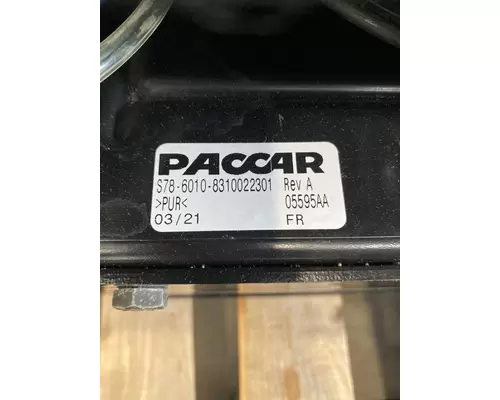 PACCAR
S78-6010-8310022301 Rev A
>PUR< 05595AA
03/21 FR